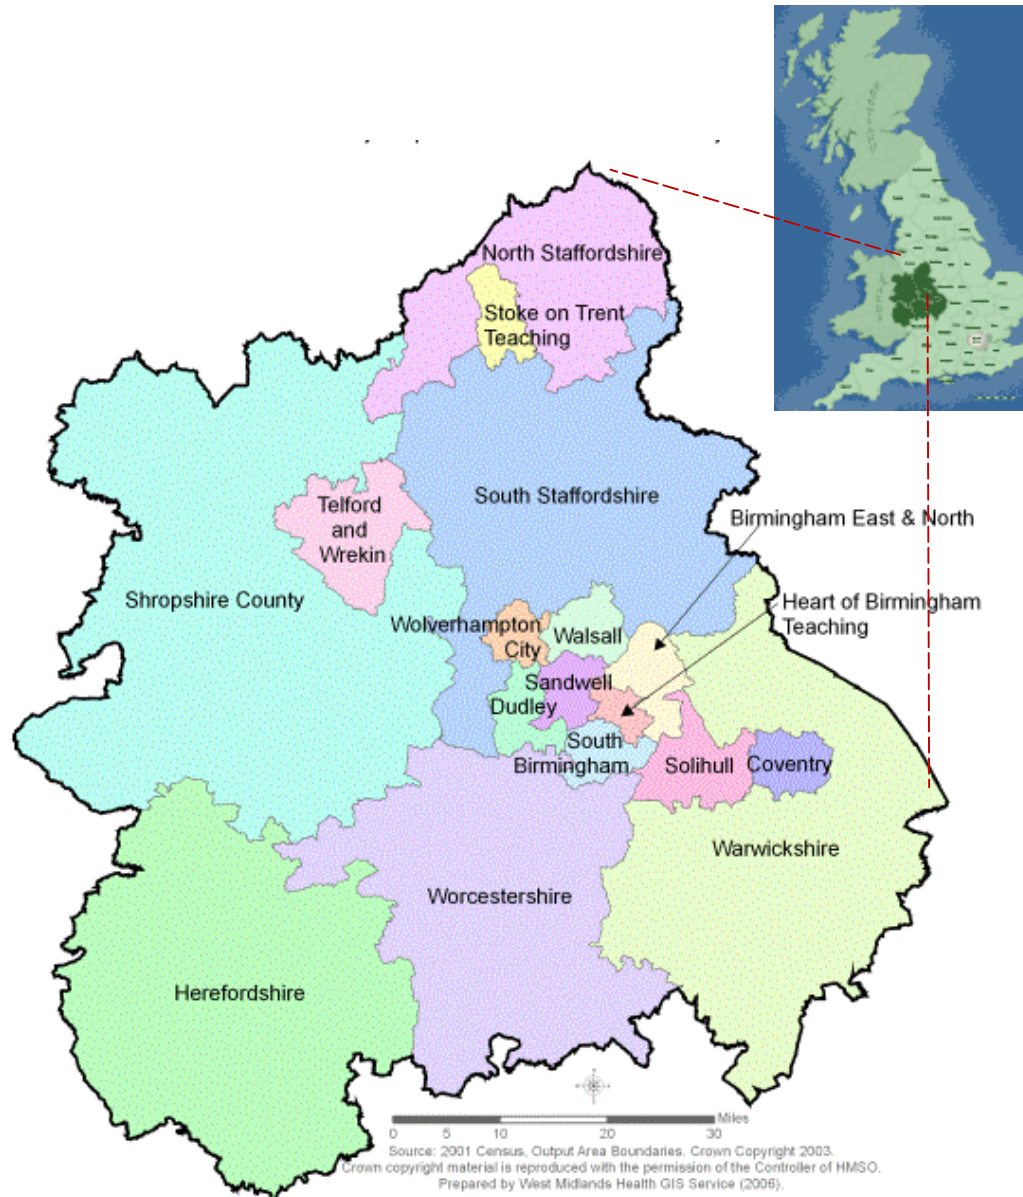 North Staffordshire
Stoke on Trent
Teaching
South Staffordshire
Telford
and
Wrekin
Birmingham East & North
Shropshire County
Heart of Birmingham
Teaching
Wolverhampton
City
Walsall
Sandwell
Dudley
South
Birmingham
Solihull
Coventry
Warwickshire
Worcestershire
Herefordshire
Miles
0 5 10 20 30
Source: 2001 Census, Output Area Boundaries. Crown Copyright 2003.
Crown copyright material is reproduced with the permission of the Controller of HMSO.
Prepared by West Midlands Health GIS Service (2006).